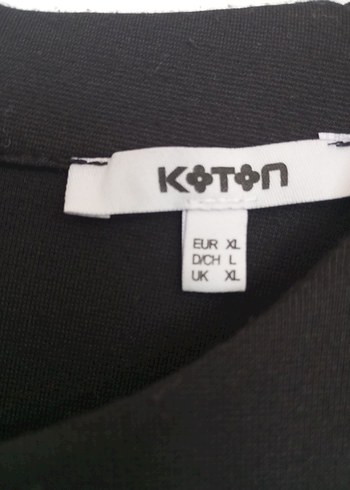 KOTON
EUR XL
D/CH L
UK XL